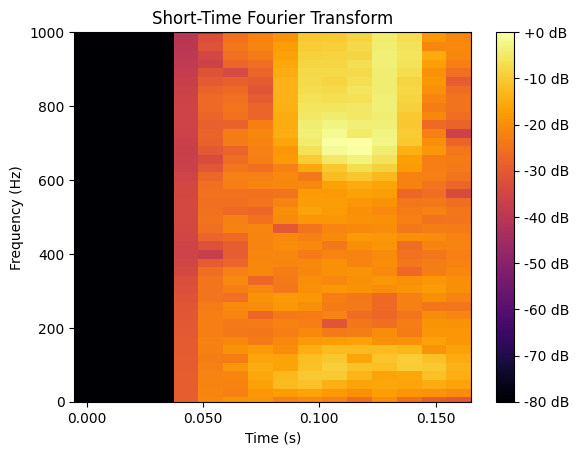 Short-Time Fourier Transform
1000
800
600
400
200
0
Frequency (Hz)
0.000
0.050
0.100
0.150
Time (s)
+0 dB
-10 dB
-20 dB
-30 dB
-40 dB
-50 dB
-60 dB
-70 dB
-80 dB